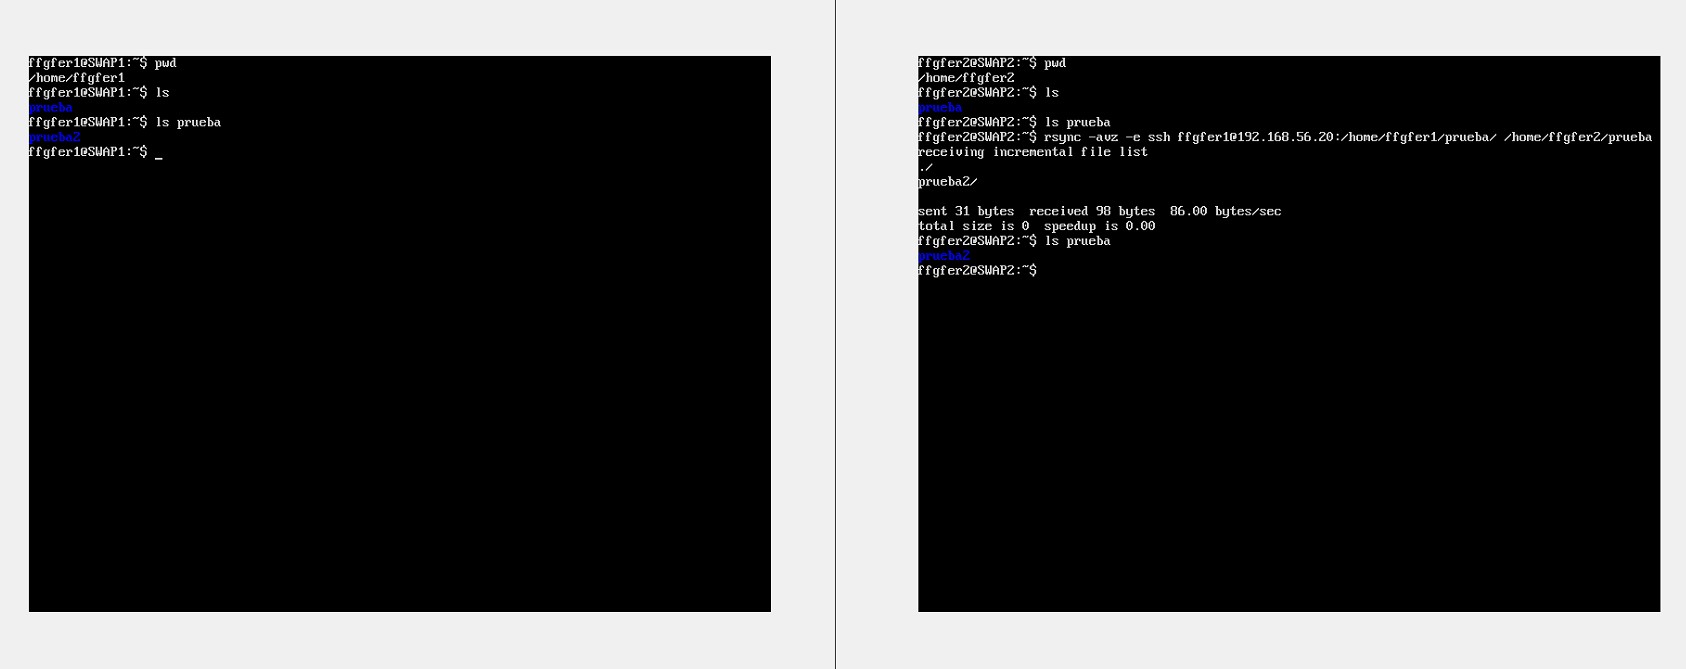 ffgfer1@SWAP1:~$ pwd
/home/ffgfer1
ffgfer1@SWAP1:~$ ls
prueba
ffgfer1@SWAP1:~$ ls prueba
prueba2
ffgfer1@SWAP1:~$ _
ffgfer2@SWAP2:~$ pwd
/home/ffgfer2
ffgfer2@SWAP2:~$ ls
prueba
ffgfer2@SWAP2:~$ ls prueba
ffgfer2@SWAP2:~$ rsync -avz -e ssh ffgfer1@192.168.56.20:/home/ffgfer1/prueba/ /home/ffgfer2/prueba
receiving incremental file list
./
prueba2/
sent 31 bytes  received 98 bytes  86.00 bytes/sec
total size is 0  speedup is 0.00
ffgfer2@SWAP2:~$ ls prueba
prueba2
ffgfer2@SWAP2:~$